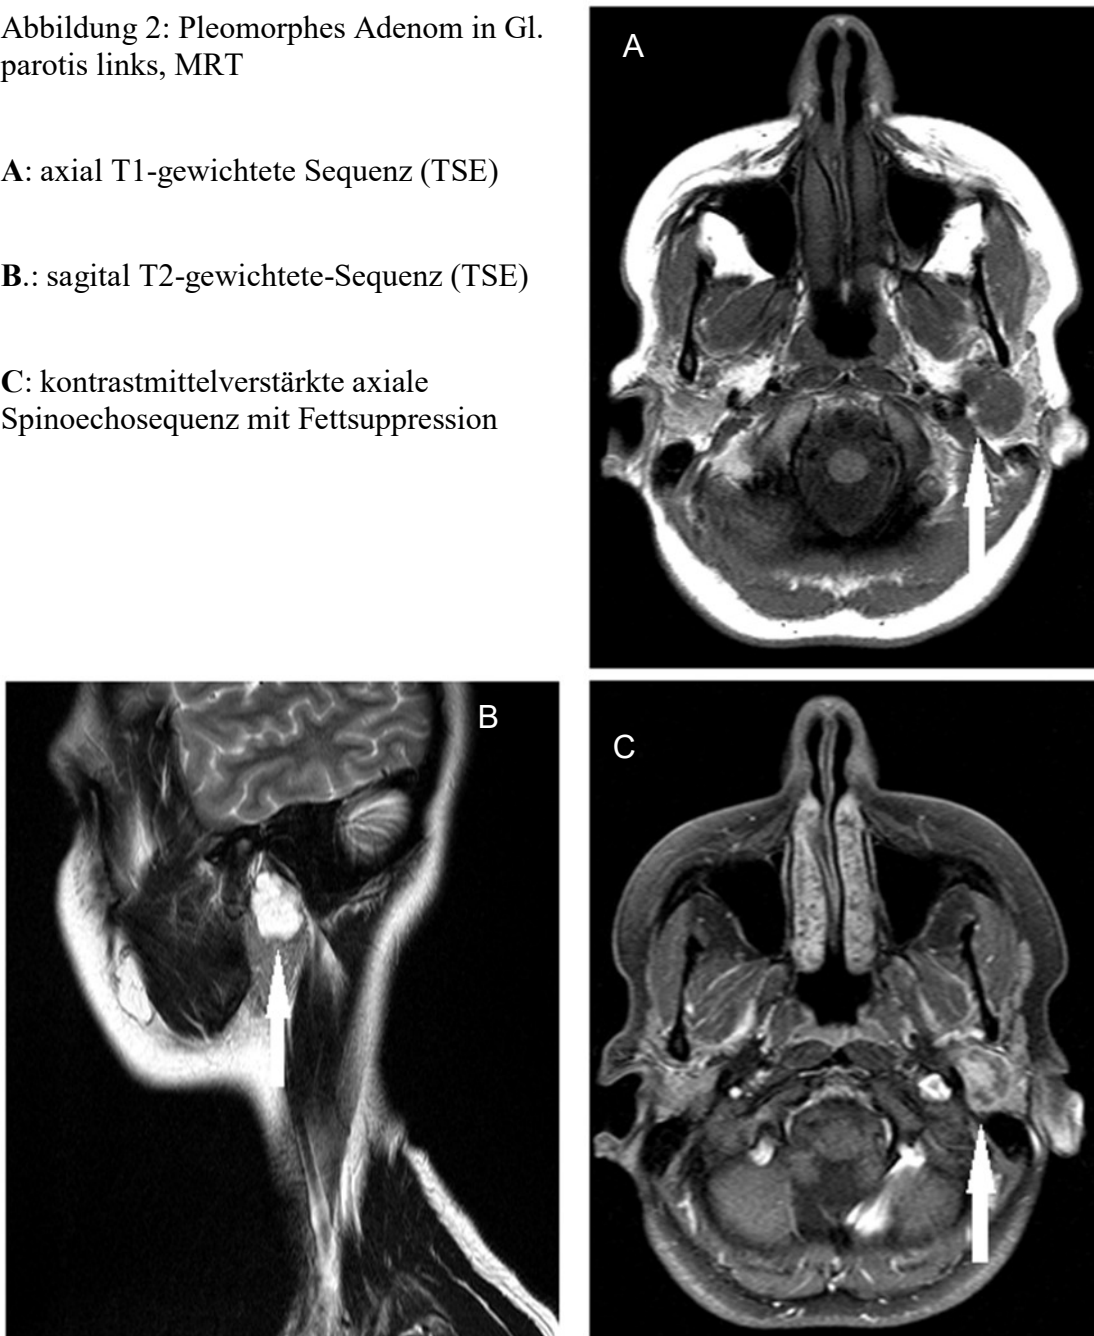 Abbildung 2: Pleomorphes Adenom in Gl.
parotis links, MRT
A: axial T1-gewichtete Sequenz (TSE)
B.: sagital T2-gewichtete-Sequenz (TSE)
C: kontrastmittelverstärkte axiale
Spinoechosequenz mit Fettsuppression
A
B
C